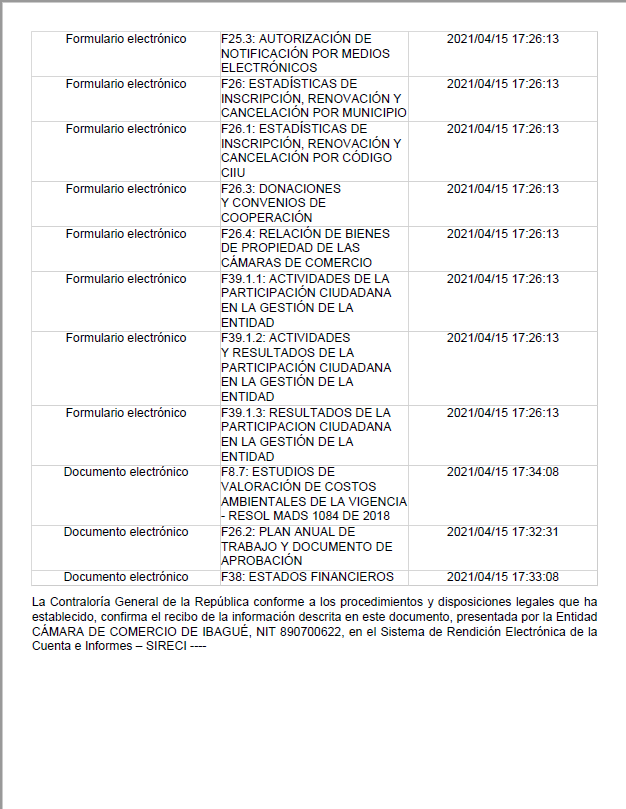 Formulario electrónico F25.3: AUTORIZACIÓN DE 2021/04/15 17:26:13
NOTIFICACIÓN POR MEDIOS
ELECTRÓNICOS
Formulario electrónico F26: ESTADÍSTICAS DE 2021/04/15 17:26:13
INSCRIPCIÓN, RENOVACIÓN Y
CANCELACIÓN POR MUNICIPIO
Formulario electrónico F26.1: ESTADÍSTICAS DE 2021/04/15 17:26:13
INSCRIPCIÓN, RENOVACIÓN Y
CANCELACIÓN POR CÓDIGO
CIIU
Formulario electrónico F26.3: DONACIONES 2021/04/15 17:26:13
Y CONVENIOS DE
COOPERACIÓN
Formulario electrónico F26.4: RELACIÓN DE BIENES 2021/04/15 17:26:13
DE PROPIEDAD DE LAS
CÁMARAS DE COMERCIO
Formulario electrónico F39.1.1: ACTIVIDADES DE LA 2021/04/15 17:26:13
PARTICIPACIÓN CIUDADANA
EN LA GESTIÓN DE LA
ENTIDAD
Formulario electrónico F39.1.2: ACTIVIDADES 2021/04/15 17:26:13
Y RESULTADOS DE LA
PARTICIPACIÓN CIUDADANA
EN LA GESTIÓN DE LA
ENTIDAD
Formulario electrónico F39.1.3: RESULTADOS DE LA 2021/04/15 17:26:13
PARTICIPACION CIUDADANA
EN LA GESTIÓN DE LA
ENTIDAD
Documento electrónico F8.7: ESTUDIOS DE 2021/04/15 17:34:08
VALORACIÓN DE COSTOS
AMBIENTALES DE LA VIGENCIA
- RESOL MADS 1084 DE 2018
Documento electrónico F26.2: PLAN ANUAL DE 2021/04/15 17:32:31
TRABAJO Y DOCUMENTO DE
APROBACIÓN
Documento electrónico F38: ESTADOS FINANCIEROS 2021/04/15 17:33:08
La Contraloría General de la República conforme a los procedimientos y disposiciones legales que ha
establecido, confirma el recibo de la información descrita en este documento, presentada por la Entidad
CÁMARA DE COMERCIO DE IBAGUÉ, NIT 890700622, en el Sistema de Rendición Electrónica de la
Cuenta e Informes – SIRECI ----